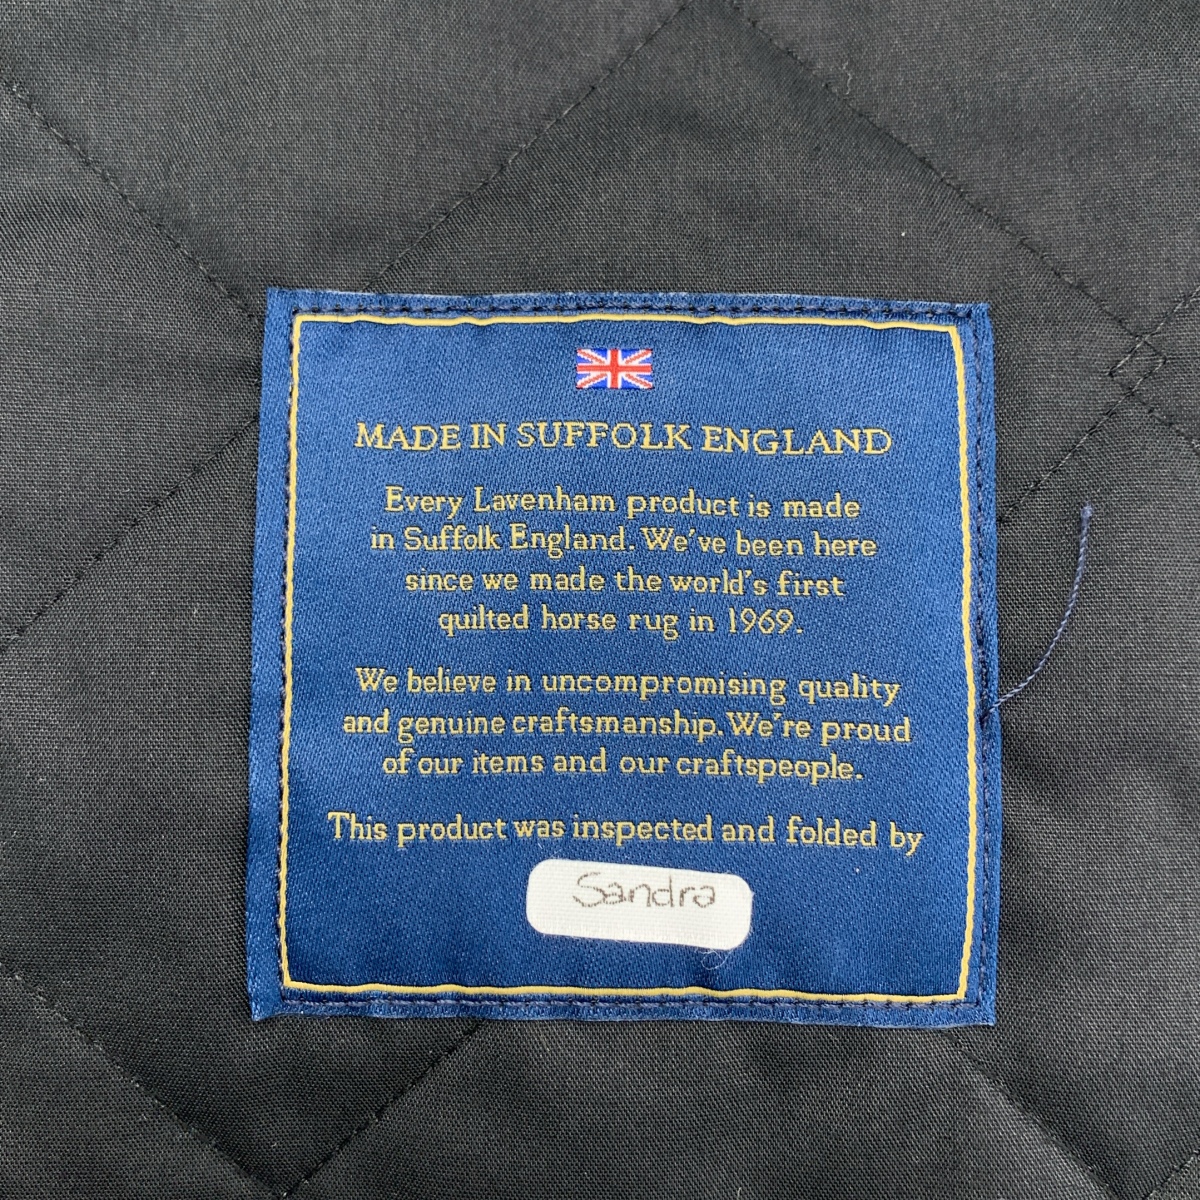 MADE IN SUFFOLK ENGLAND
Every Lavenham product is made
in Suffolk England. We've been here
since we made the world's first
quilted horse rug in 1969.
We believe in uncompromising quality
and genuine craftsmanship. We're proud
of our items and our craftspeople.
This product was inspected and folded by
Sandra